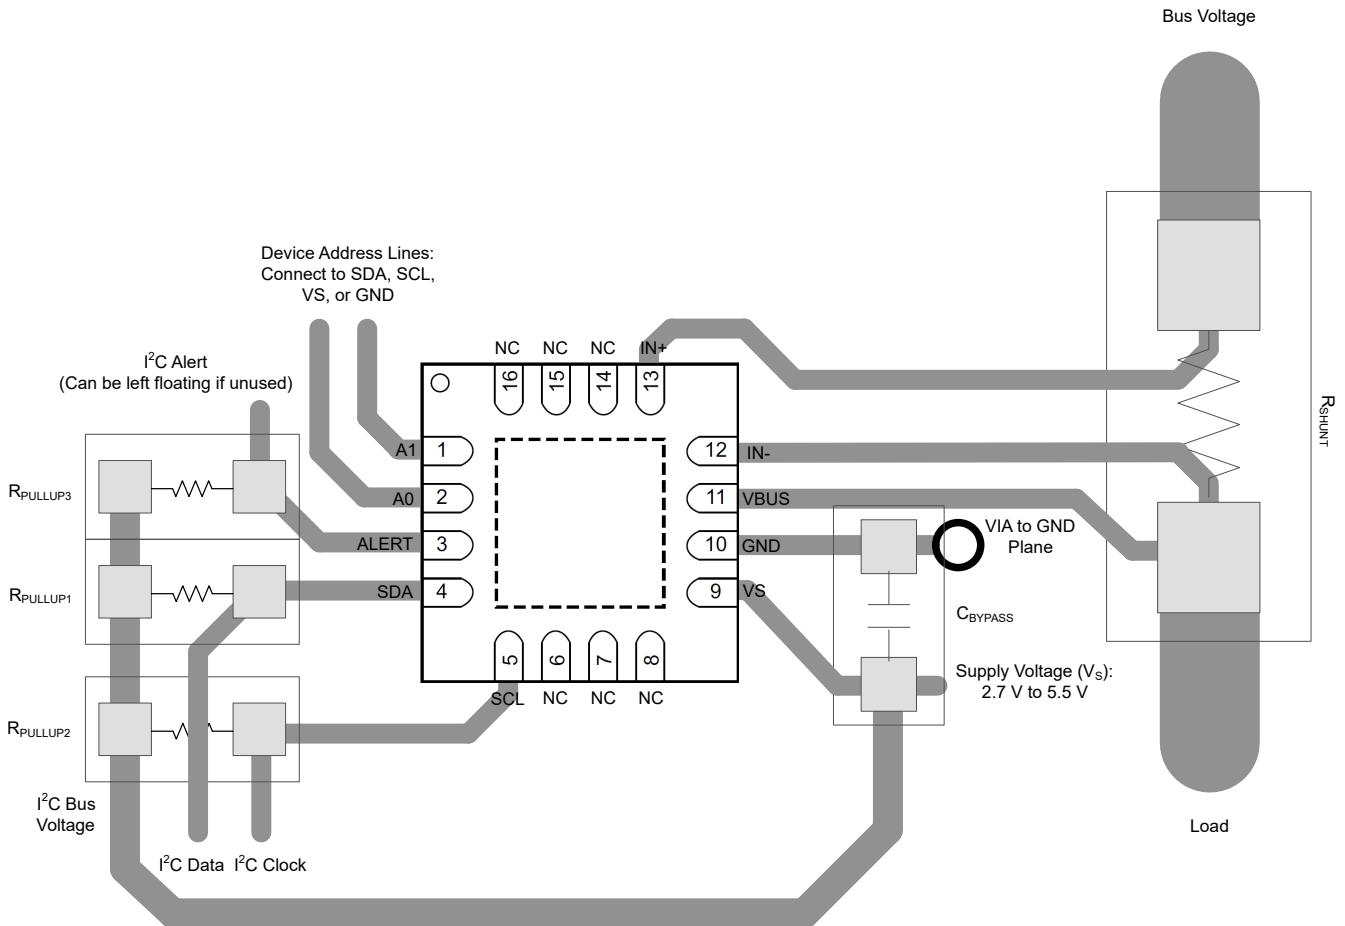 Bus Voltage
Device Address Lines:
Connect to SDA, SCL,
VS, or GND
I²C Alert
(Can be left floating if unused)
NC
NC
NC
IN+
16
15
14
13
A1
1
12
IN-
RSHUNT
RPULLUP3
A0
2
11
VBUS
ALERT
3
10
GND
VIA to GND
Plane
RPULLUP1
SDA
4
9
VS
CBYPASS
5
6
7
8
SCL
NC
NC
NC
Supply Voltage (VS):
2.7 V to 5.5 V
RPULLUP2
I²C Bus
Voltage
I²C Data
I²C Clock
Load